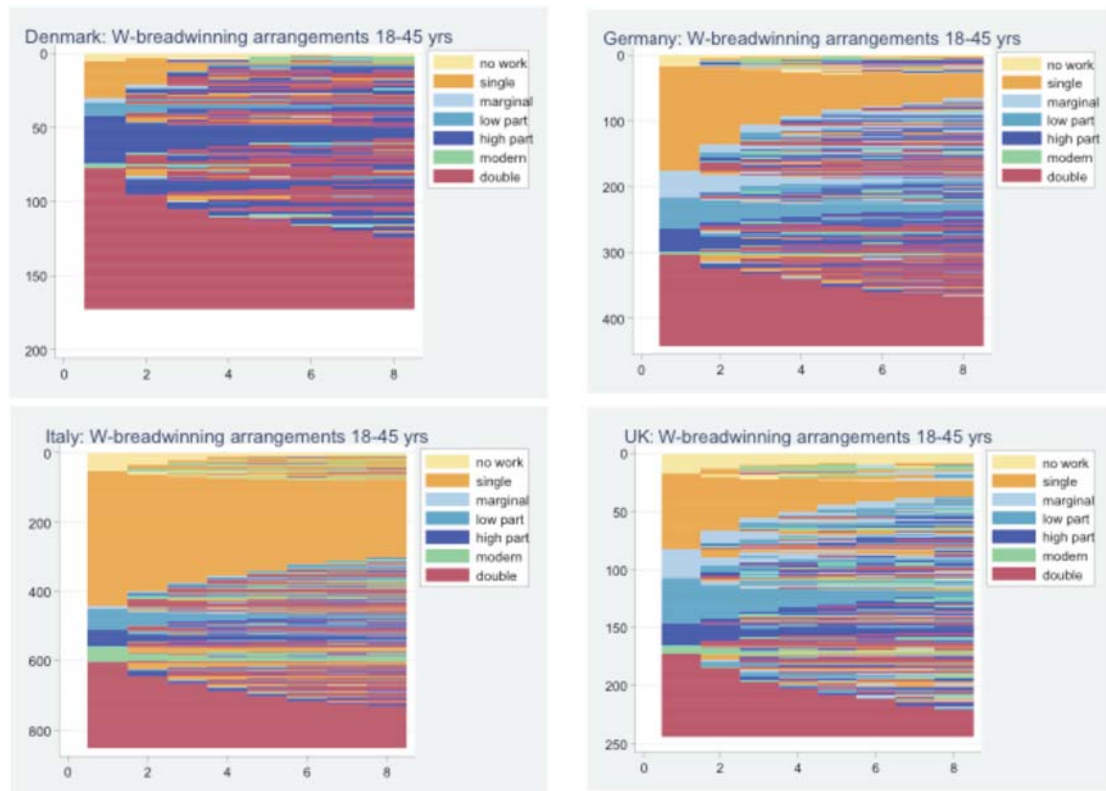 Denmark: W-breadwinning arrangements 18-45 yrs
0
50
100
150
200
0 2 4 6 8
no work
single
marginal
low part
high part
modern
double
Germany: W-breadwinning arrangements 18-45 yrs
0
100
200
300
400
0 2 4 6 8
no work
single
marginal
low part
high part
modern
double
Italy: W-breadwinning arrangements 18-45 yrs
0
200
400
600
800
0 2 4 6 8
no work
single
marginal
low part
high part
modern
double
UK: W-breadwinning arrangements 18-45 yrs
0
50
100
150
200
250
0 2 4 6 8
no work
single
marginal
low part
high part
modern
double